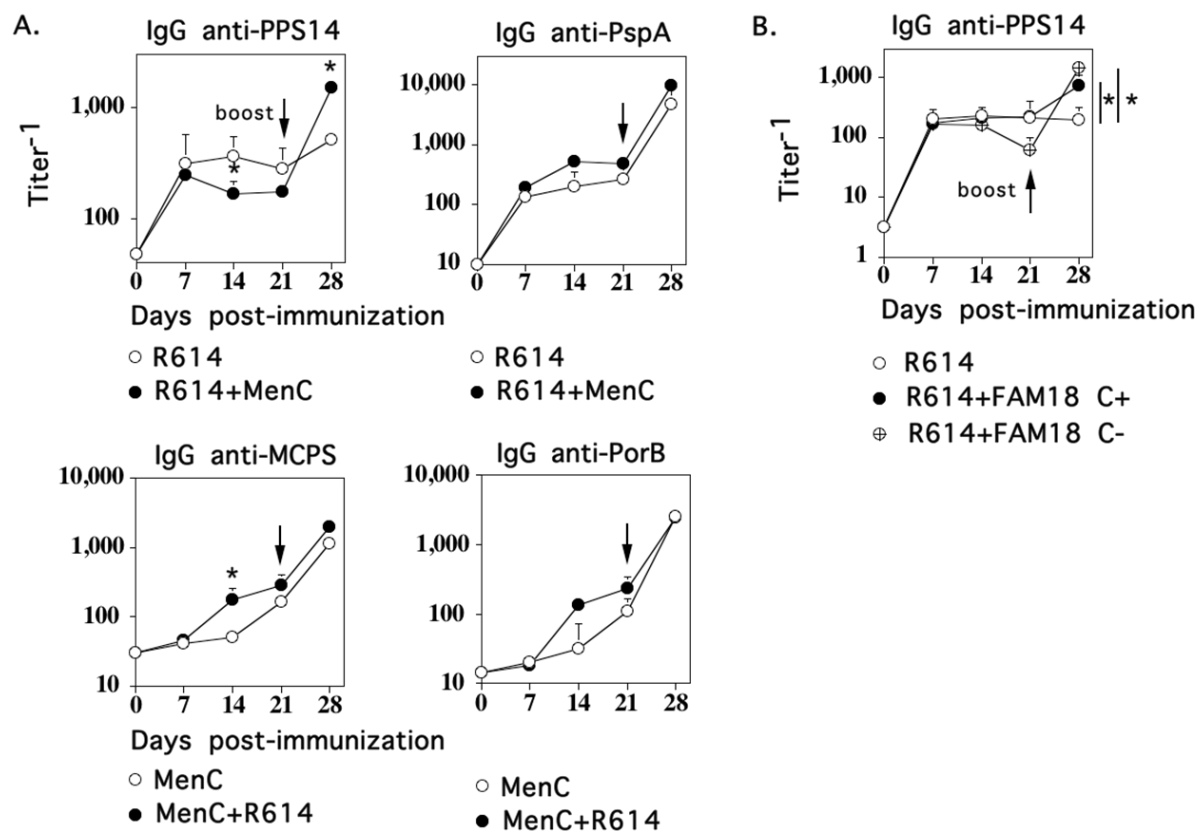 A.
IgG anti-PPS14
Titer-1
1,000
100
boost
*
*
0 7 14 21 28
Days post-immunization
R614
R614+MenC
IgG anti-PspA
10,000
1,000
100
10
0 7 14 21 28
R614
R614+MenC
B.
IgG anti-PPS14
Titer-1
1,000
100
10
1
boost
* *
0 7 14 21 28
Days post-immunization
R614
R614+FAM18 C+
R614+FAM18 C-
IgG anti-MCPS
10,000
1,000
100
10
*
0 7 14 21 28
Days post-immunization
MenC
MenC+R614
IgG anti-PorB
10,000
1,000
100
10
0 7 14 21 28
MenC
MenC+R614